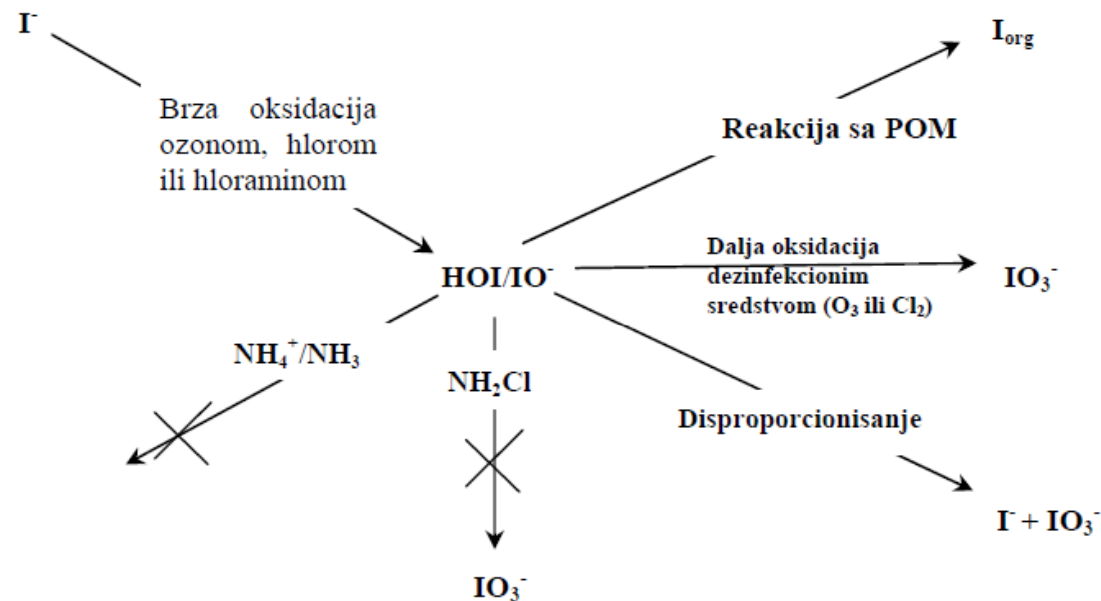 I⁻
Brza oksidacija
ozonom, hlorom
ili hloraminom
I_org
Reakcija sa POM
HOI/IO⁻
Dalja oksidacija
dezinfekcionim
sredstvom (O₃ ili Cl₂)
IO₃⁻
NH₄⁺/NH₃
NH₂Cl
Disproporcionisanje
I⁻ + IO₃⁻
IO₃⁻